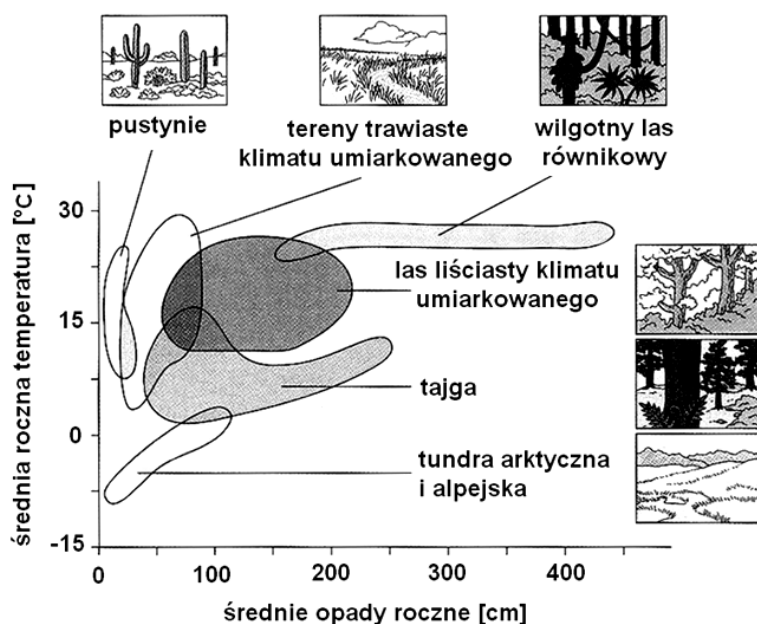 pustynie
tereny trawiaste
klimatu umiarkowanego
wilgotny las
równikowy
średnia roczna temperatura [°C]
30
15
0
-15
las liściasty klimatu
umiarkowanego
tajga
tundra arktyczna
i alpejska
0
100
200
300
400
średnie opady roczne [cm]